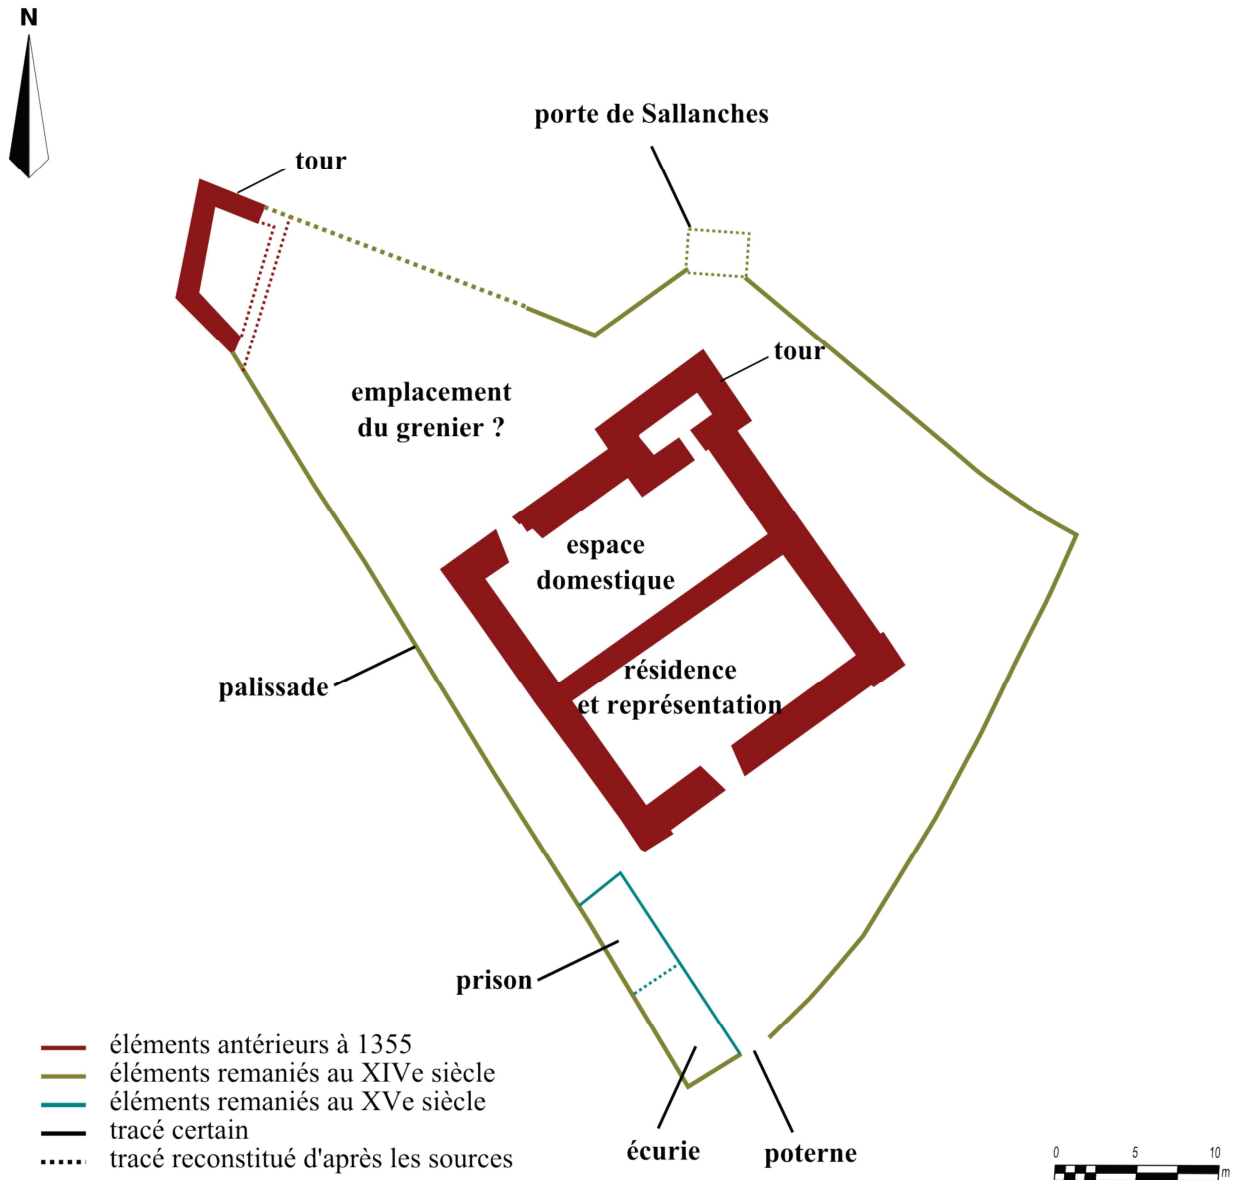 N
porte de Sallanches
tour
tour
emplacement
du grenier ?
espace
domestique
résidence
et représentation
palissade
prison
écurie
poterne
éléments antérieurs à 1355
éléments remaniés au XIVe siècle
éléments remaniés au XVe siècle
tracé certain
tracé reconstitué d'après les sources
0 5 10
m